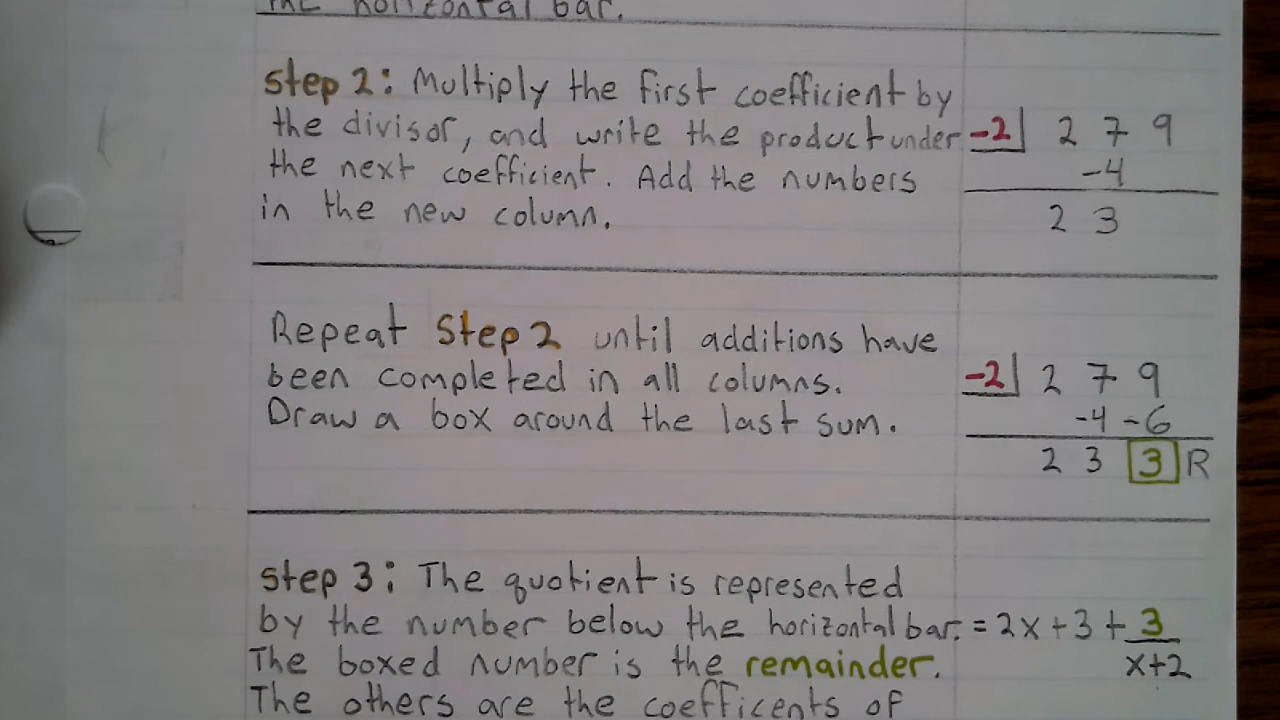 the horizontal bar.
Step 2: Multiply the first coefficient by
the divisor, and write the product under
the next coefficient. Add the numbers
in the new column.
-2| 2 7 9
-4
2 3
Repeat Step 2 until additions have
been completed in all columns.
Draw a box around the last sum.
-2| 2 7 9
-4 -6
2 3 3 R
Step 3: The quotient is represented
by the number below the horizontal bar.
The boxed number is the remainder.
The others are the coefficents of
= 2x + 3 + 3
x+2